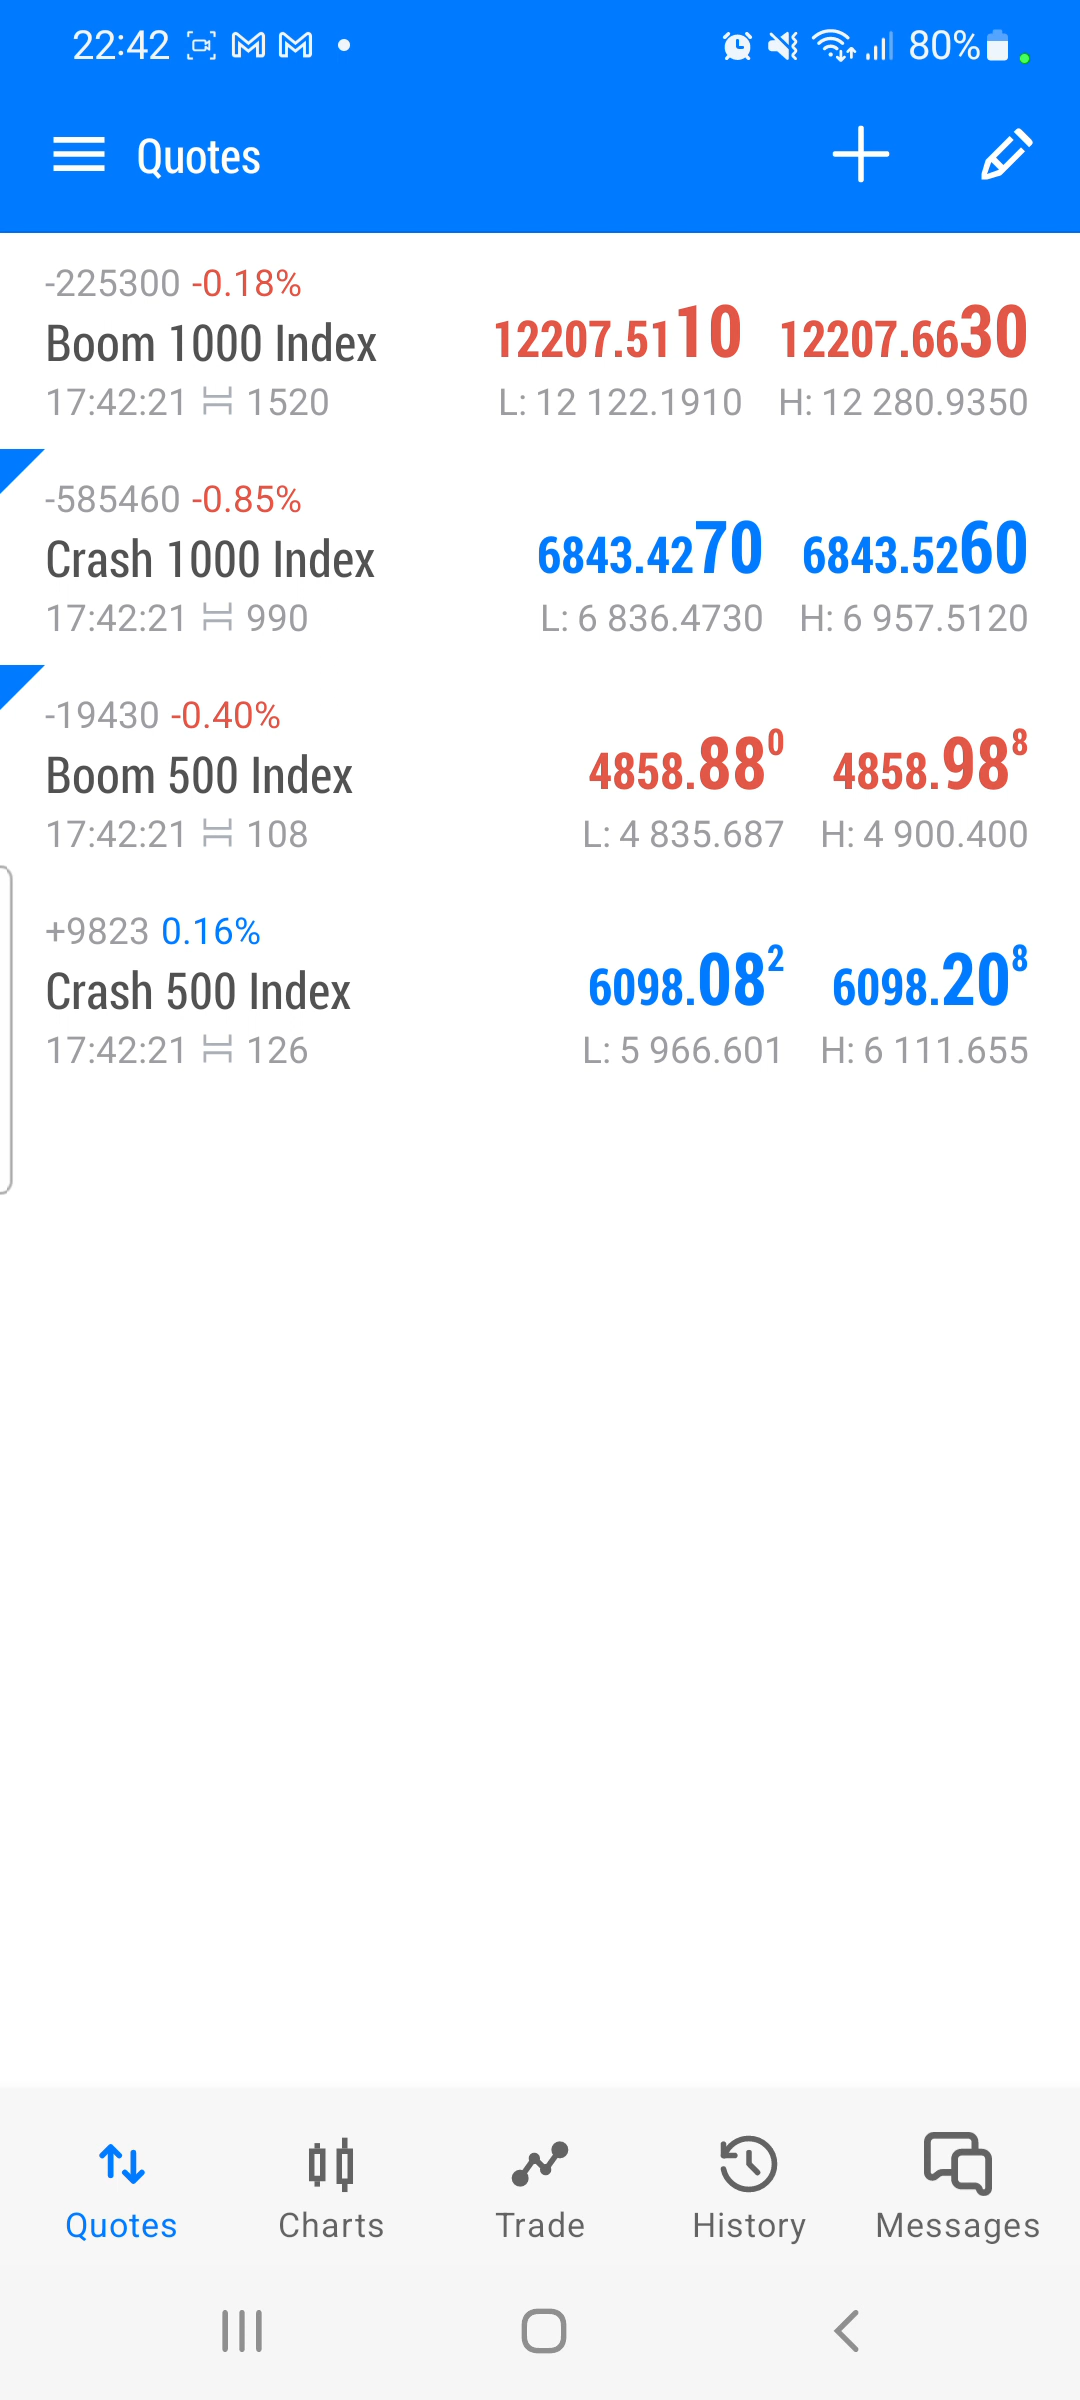 22:42 80%
Quotes
-225300 -0.18%
Boom 1000 Index 12207.5110 12207.6630
17:42:21 1520 L: 12 122.1910 H: 12 280.9350
-585460 -0.85%
Crash 1000 Index 6843.4270 6843.5260
17:42:21 990 L: 6 836.4730 H: 6 957.5120
-19430 -0.40%
Boom 500 Index 4858.880 4858.988
17:42:21 108 L: 4 835.687 H: 4 900.400
+9823 0.16%
Crash 500 Index 6098.082 6098.208
17:42:21 126 L: 5 966.601 H: 6 111.655
Quotes Charts Trade History Messages